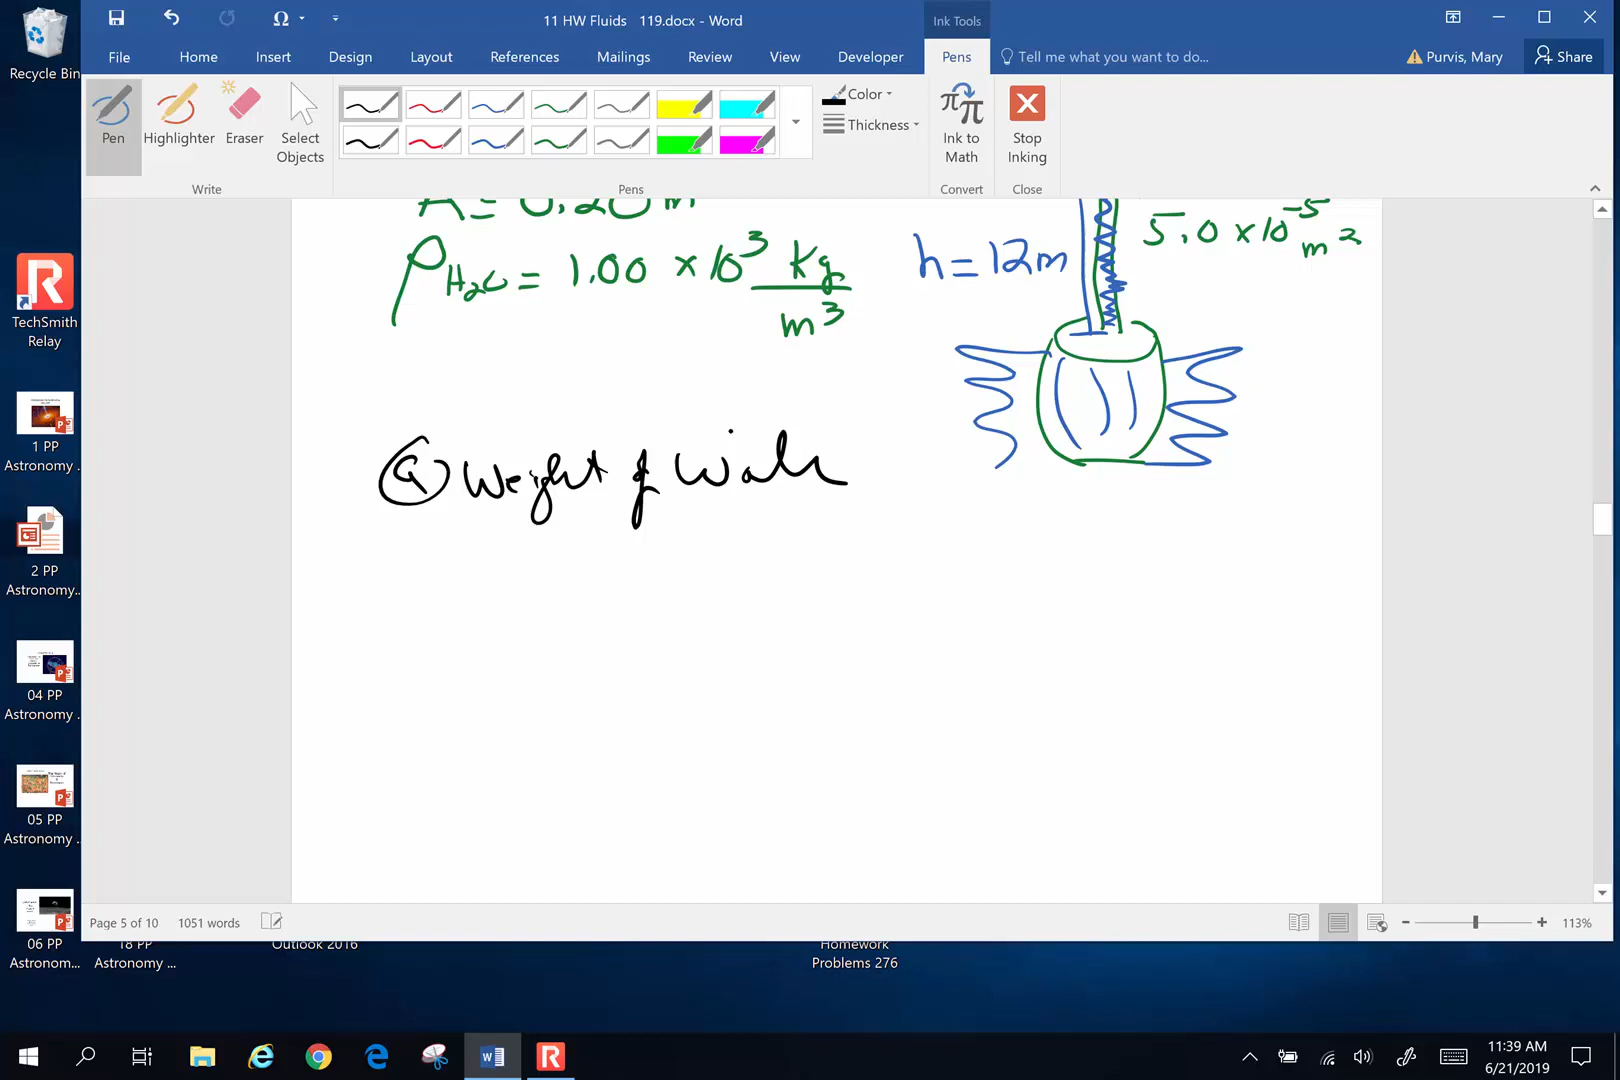 Recycle Bin
11 HW Fluids 119.docx - Word
Ink Tools
File
Home
Insert
Design
Layout
References
Mailings
Review
View
Developer
Pens
Tell me what you want to do...
Purvis, Mary
Share
Pen
Highlighter
Eraser
Select Objects
Color
Thickness
Ink to Math
Stop Inking
Write
Pens
Convert
Close
ρH2O = 1.00 × 10^3 Kg/m^3
h = 12m
5.0 × 10^-5 m2
ⓐ Weight of
TechSmith Relay
1 PP Astronomy...
2 PP Astronomy...
04 PP Astronomy .
05 PP Astronomy .
06 PP Astronom...
18 PP Astronomy ...
Outlook 2016
Homework Problems 276
Page 5 of 10
1051 words
113%
11:39 AM
6/21/2019